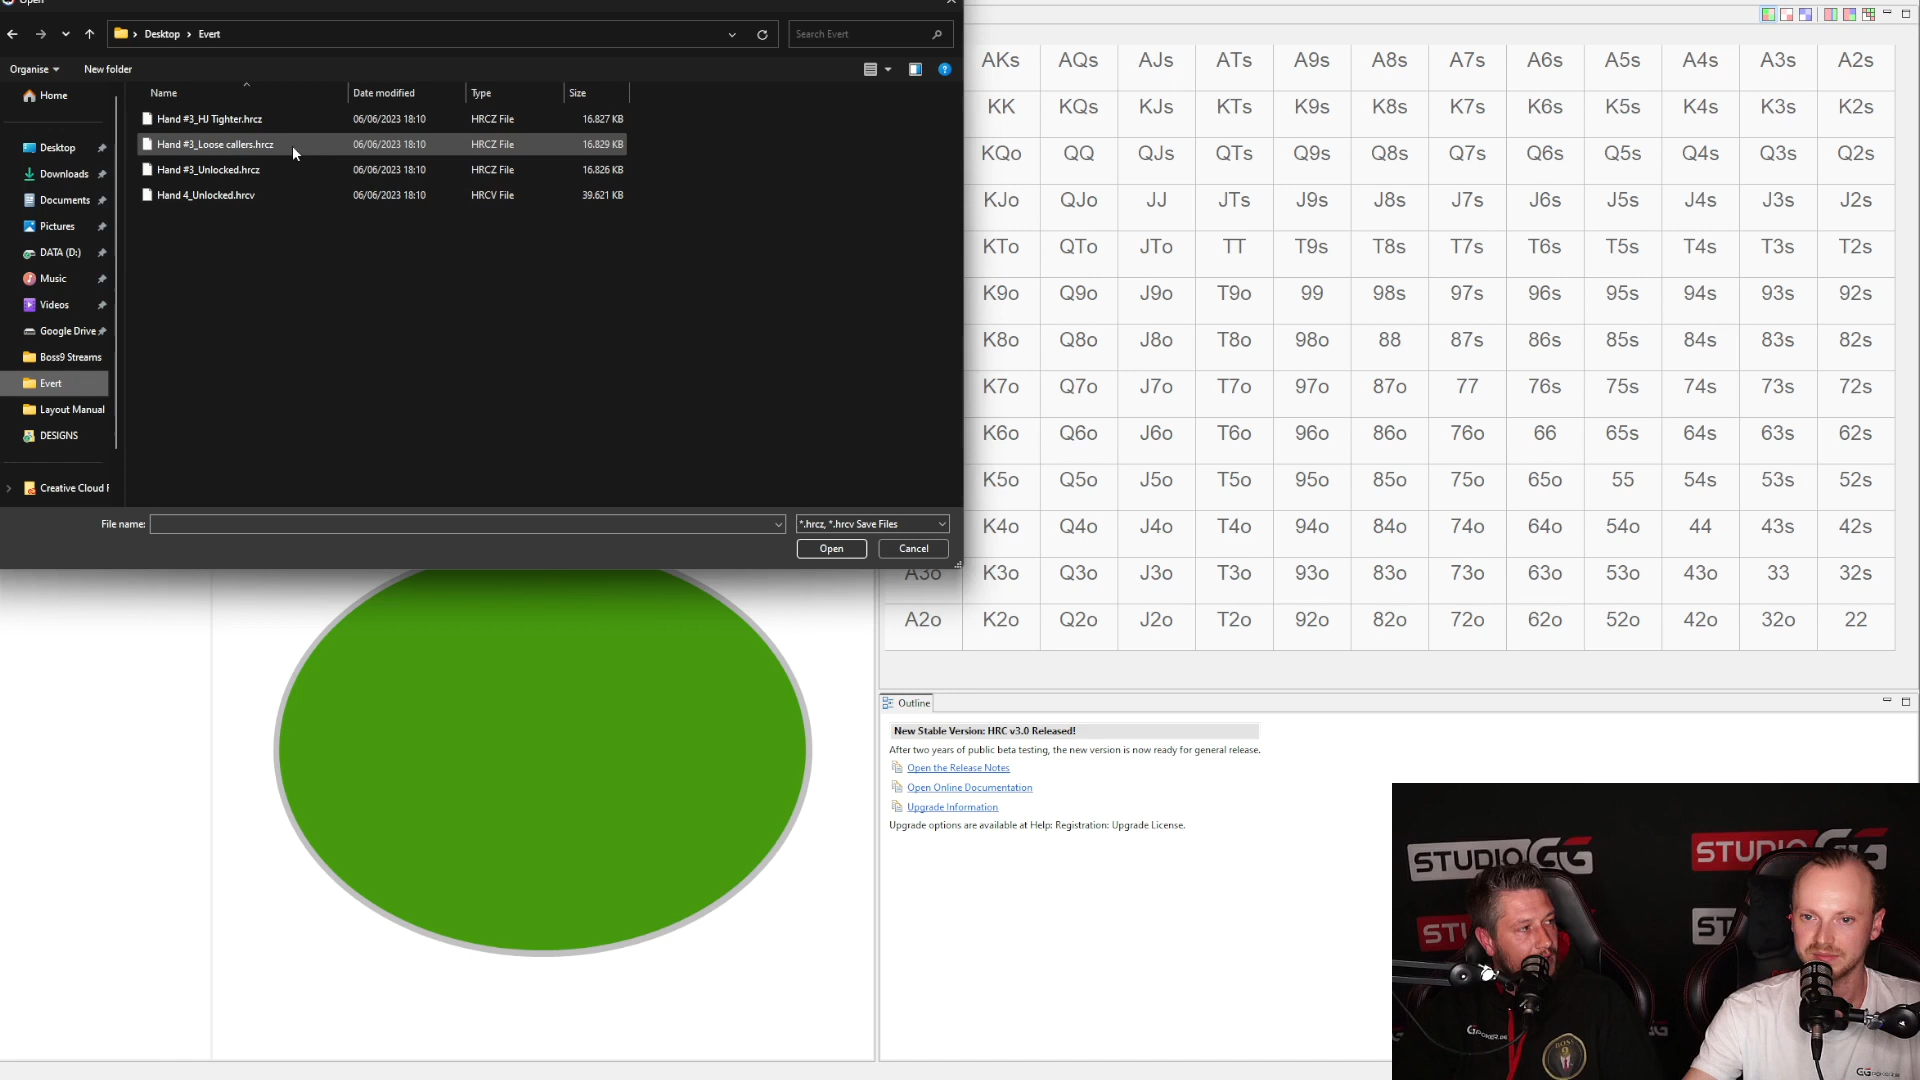 Open
Desktop > Evert
Search Evert
Organise
New folder
Name
Date modified
Type
Size
Home
Hand #3_HJ Tighter.hrcz 06/06/2023 18:10 HRCZ File 16.827 KB
Hand #3_Loose callers.hrcz 06/06/2023 18:10 HRCZ File 16.829 KB
Hand #3_Unlocked.hrcz 06/06/2023 18:10 HRCZ File 16.826 KB
Hand 4_Unlocked.hrcv 06/06/2023 18:10 HRCV File 39.621 KB
Desktop
Downloads
Documents
Pictures
DATA (D:)
Music
Videos
Google Drive
Boss9 Streams
Evert
Layout Manual
DESIGNS
Creative Cloud F
File name:
*.hrcz, *.hrcv Save Files
Open
Cancel
AKs AQs AJs ATs A9s A8s A7s A6s A5s A4s A3s A2s
KK KQs KJs KTs K9s K8s K7s K6s K5s K4s K3s K2s
KQo QQ QJs QTs Q9s Q8s Q7s Q6s Q5s Q4s Q3s Q2s
KJo QJo JJ JTs J9s J8s J7s J6s J5s J4s J3s J2s
KTo QTo JTo TT T9s T8s T7s T6s T5s T4s T3s T2s
K9o Q9o J9o T9o 99 98s 97s 96s 95s 94s 93s 92s
K8o Q8o J8o T8o 98o 88 87s 86s 85s 84s 83s 82s
K7o Q7o J7o T7o 97o 87o 77 76s 75s 74s 73s 72s
K6o Q6o J6o T6o 96o 86o 76o 66 65s 64s 63s 62s
K5o Q5o J5o T5o 95o 85o 75o 65o 55 54s 53s 52s
K4o Q4o J4o T4o 94o 84o 74o 64o 54o 44 43s 42s
A3o K3o Q3o J3o T3o 93o 83o 73o 63o 53o 43o 33 32s
A2o K2o Q2o J2o T2o 92o 82o 72o 62o 52o 42o 32o 22
Outline
New Stable Version: HRC v3.0 Released!
After two years of public beta testing, the new version is now ready for general release.
Open the Release Notes
Open Online Documentation
Upgrade Information
Upgrade options are available at Help: Registration: Upgrade License.
STUDIO GG
STUDIO GG
STU
ST
GGPOKER.DE
BOSS 9